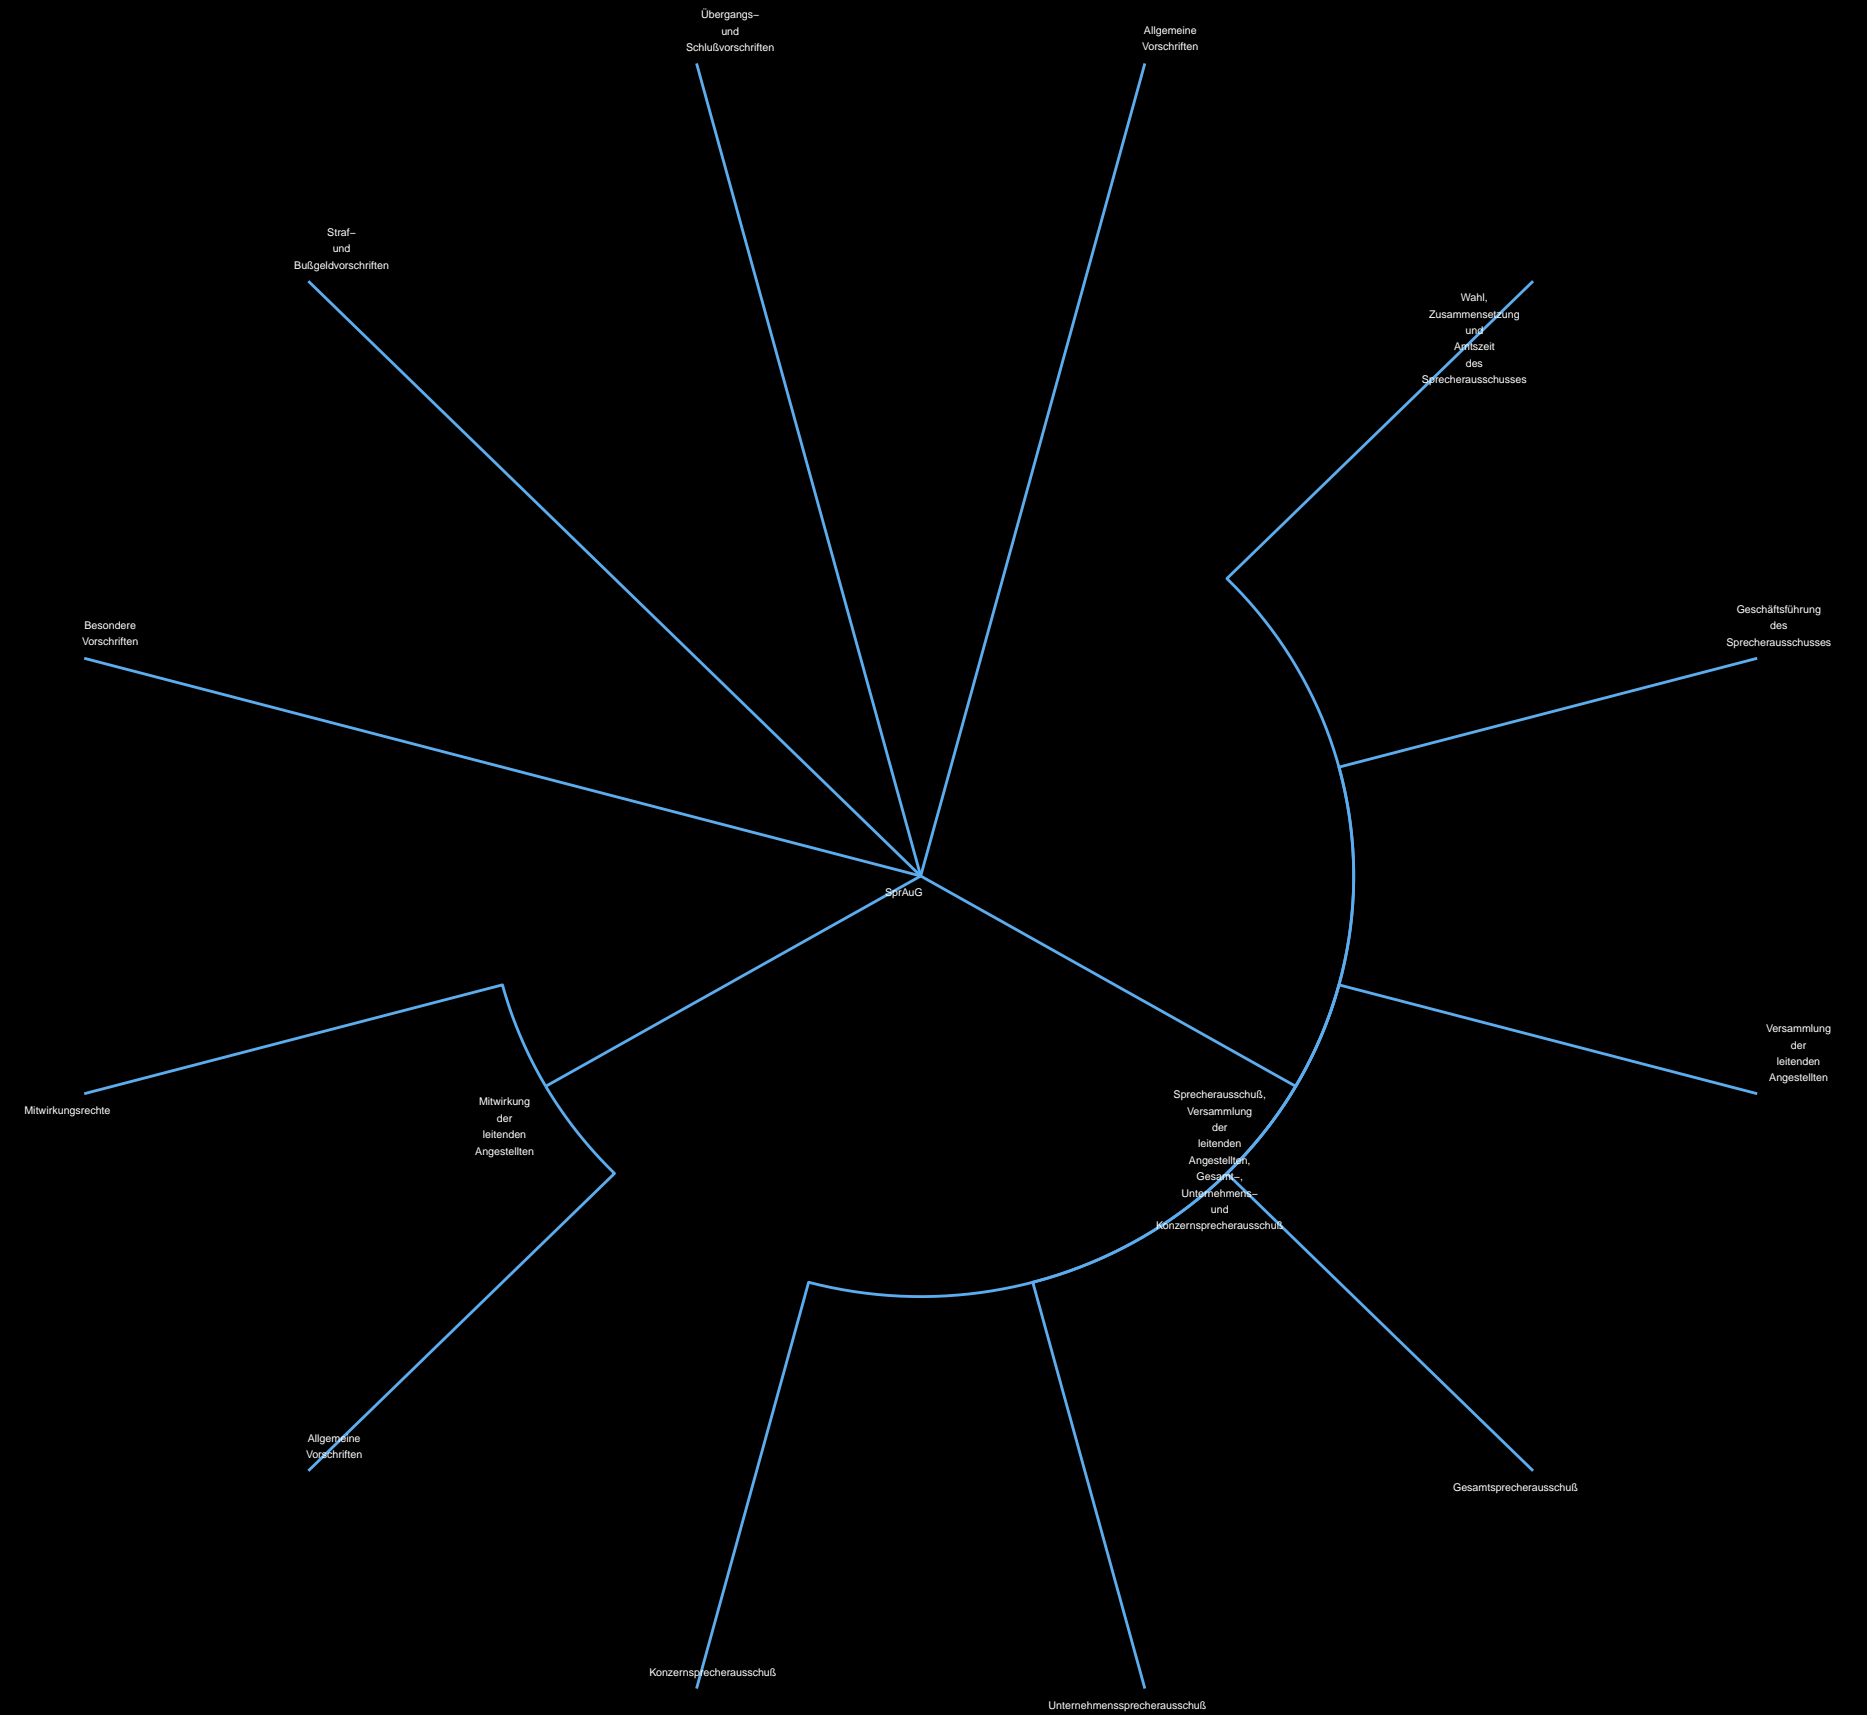 Übergangs–
und
Schlußvorschriften
Allgemeine
Vorschriften
Straf–
und
Bußgeldvorschriften
Wahl,
Zusammensetzung
und
Amtszeit
des
Sprecherausschusses
Geschäftsführung
des
Sprecherausschusses
Besondere
Vorschriften
SprAuG
Versammlung
der
leitenden
Angestellten
Mitwirkungsrechte
Mitwirkung
der
leitenden
Angestellten
Sprecherausschuß,
Versammlung
der
leitenden
Angestellten,
Gesamt–,
Unternehmens–
und
Konzernsprecherausschuß
Allgemeine
Vorschriften
Gesamtsprecherausschuß
Konzernsprecherausschuß
Unternehmenssprecherausschuß